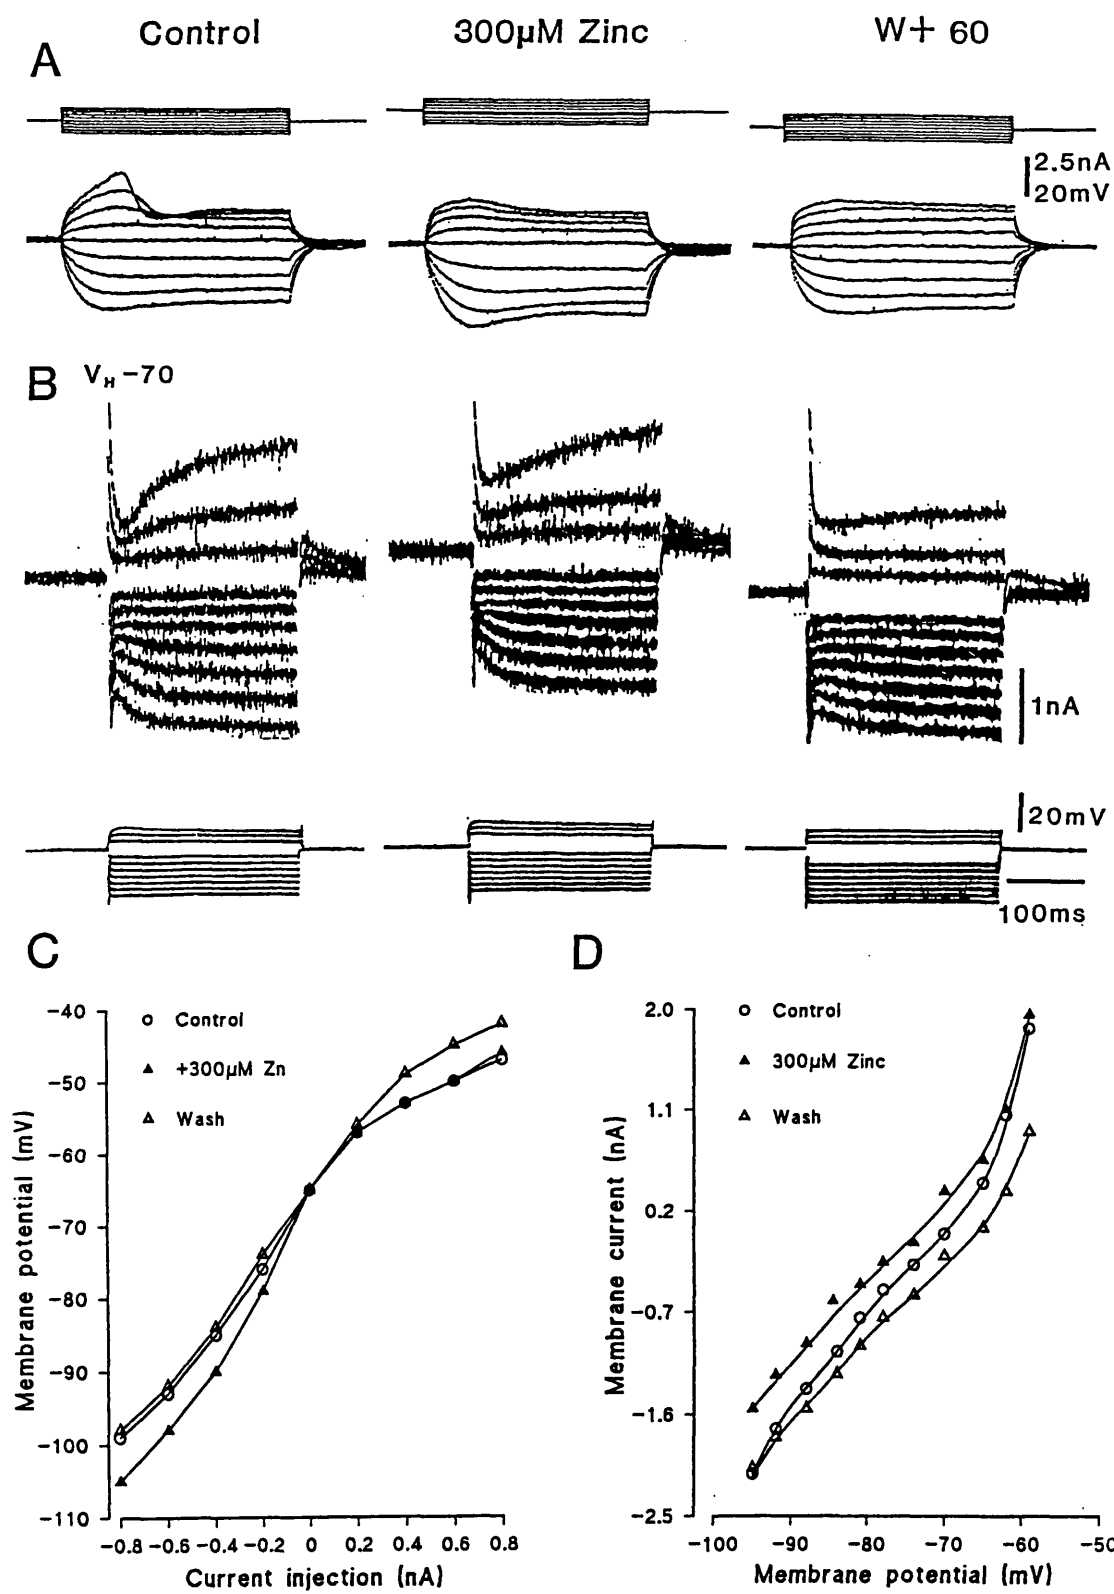 Control 300µM Zinc W+ 60
A
2.5nA
20mV
B V_H -70
1nA
20mV
100ms
C D
-40
-50
-60
-70
-80
-90
-100
-110
Membrane potential (mV)
Control
+300µM Zn
Wash
-0.8 -0.6 -0.4 -0.2 0 0.2 0.4 0.6 0.8
Current injection (nA)
2.0
1.1
0.2
-0.7
-1.6
-2.5
Membrane current (nA)
Control
300µM Zinc
Wash
-100 -90 -80 -70 -60 -50
Membrane potential (mV)